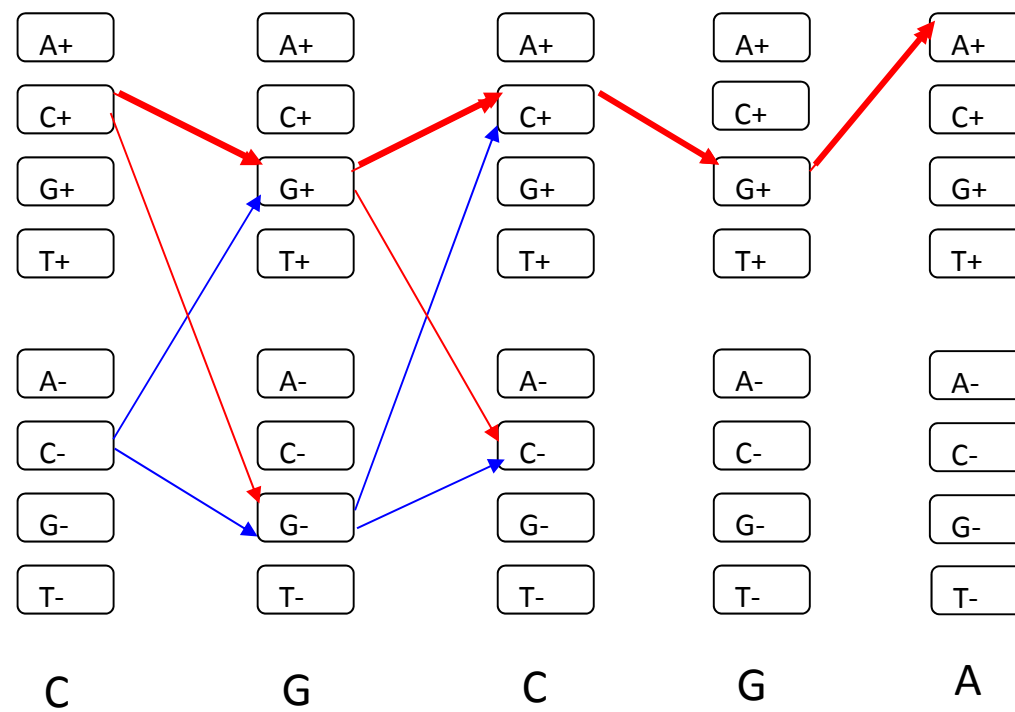 A+ A+ A+ A+ A+
C+ C+ C+ C+ C+
G+ G+ G+ G+ G+
T+ T+ T+ T+ T+
A- A- A- A- A-
C- C- C- C- C-
G- G- G- G- G-
T- T- T- T- T-
C G C G A